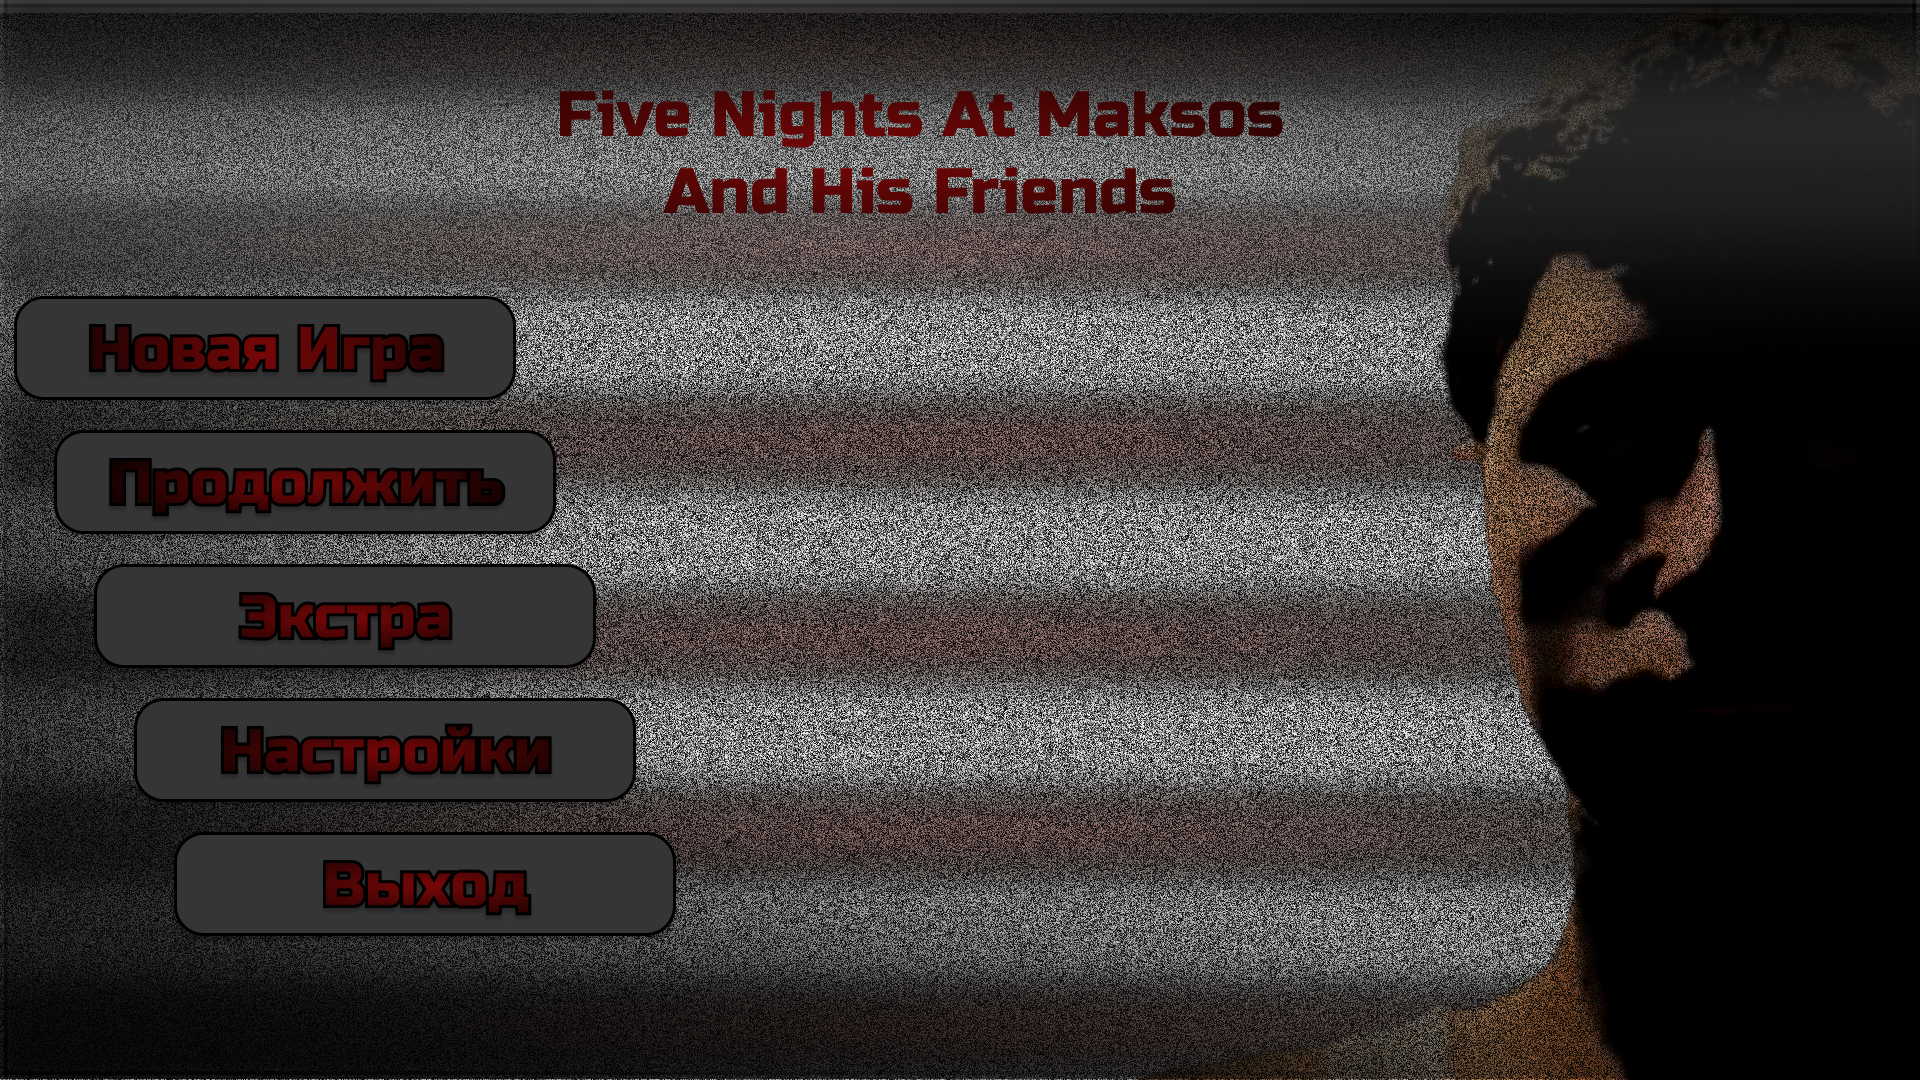 Five Nights At Maksos
And His Friends
Новая Игра
Продолжить
Экстра
Настройки
Выход